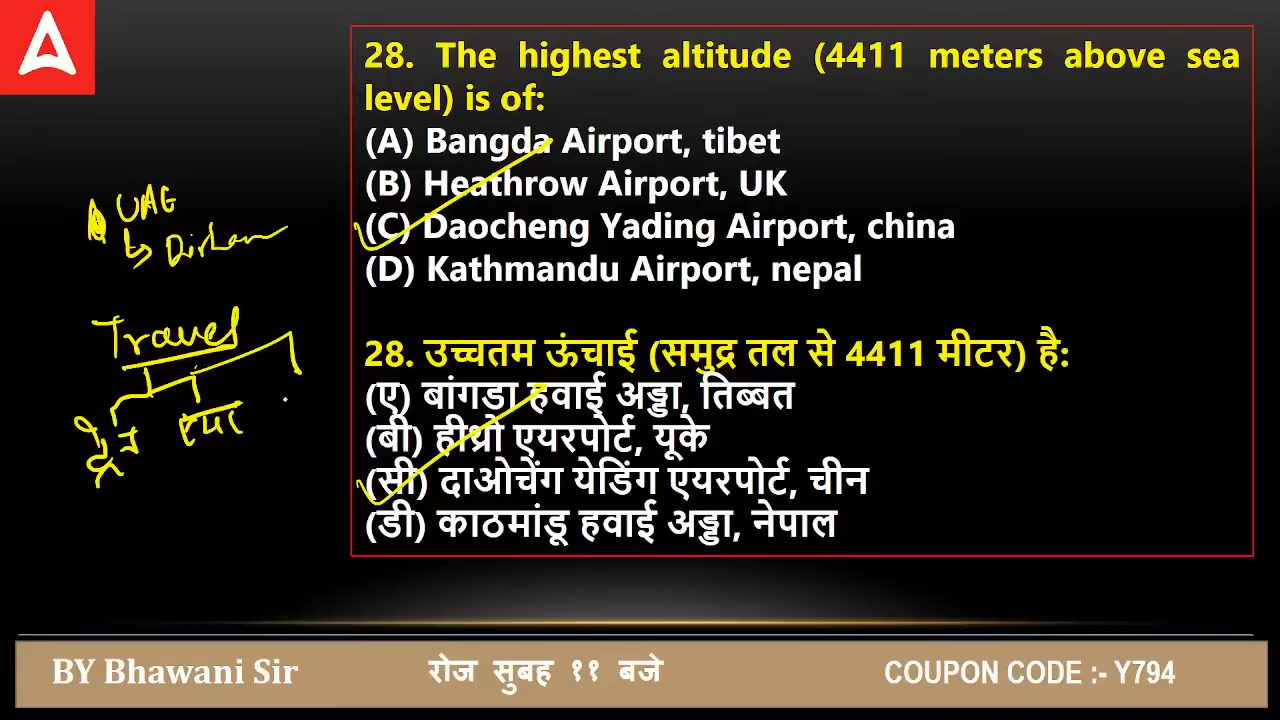 28. The highest altitude (4411 meters above sea
level) is of:
(A) Bangda Airport, tibet
(B) Heathrow Airport, UK
(C) Daocheng Yading Airport, china
(D) Kathmandu Airport, nepal
28. उच्चतम ऊंचाई (समुद्र तल से 4411 मीटर) है:
(ए) बांगडा हवाई अड्डा, तिब्बत
(बी) हीथ्रो एयरपोर्ट, यूके
(सी) दाओचेंग येडिंग एयरपोर्ट, चीन
(डी) काठमांडू हवाई अड्डा, नेपाल
UAE
Dirham
Travel
BY Bhawani Sir
रोज सुबह ११ बजे
COUPON CODE :- Y794